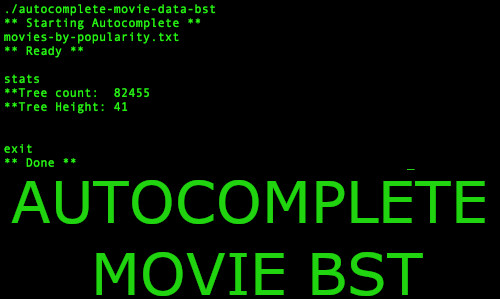 ./autocomplete-movie-data-bst
** Starting Autocomplete **
movies-by-popularity.txt
** Ready **
stats
**Tree count:  82455
**Tree Height: 41
exit
** Done **
_
AUTOCOMPLETE
MOVIE BST